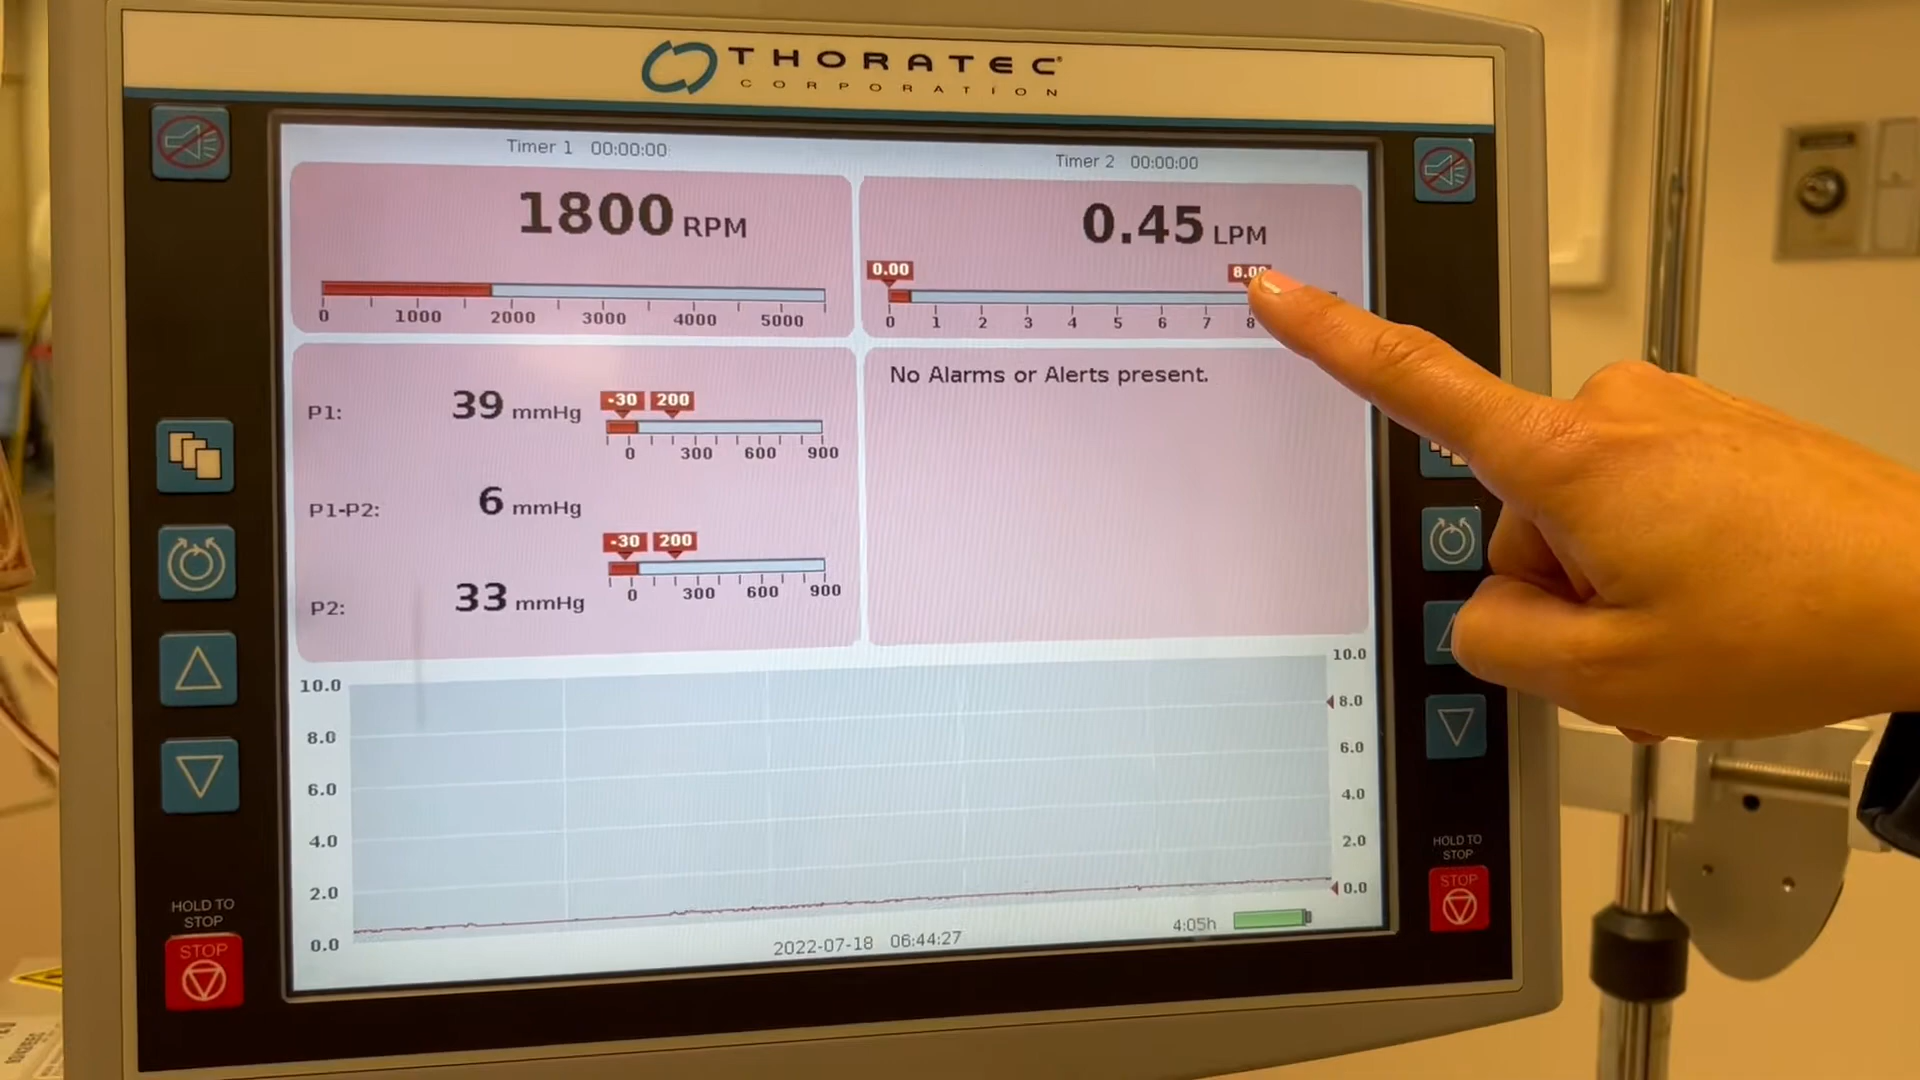 THORATEC
CORPORATION
Timer 1 00:00:00
Timer 2 00:00:00
1800 RPM
0 1000 2000 3000 4000 5000
0.45 LPM
0.00 8.00
0 1 2 3 4 5 6 7 8
P1: 39 mmHg
-30 200
0 300 600 900
P1-P2: 6 mmHg
P2: 33 mmHg
-30 200
0 300 600 900
No Alarms or Alerts present.
10.0
8.0
6.0
4.0
2.0
0.0
10.0
8.0
6.0
4.0
2.0
0.0
2022-07-18 06:44:27
4:05h
HOLD TO
STOP
STOP
HOLD TO
STOP
STOP